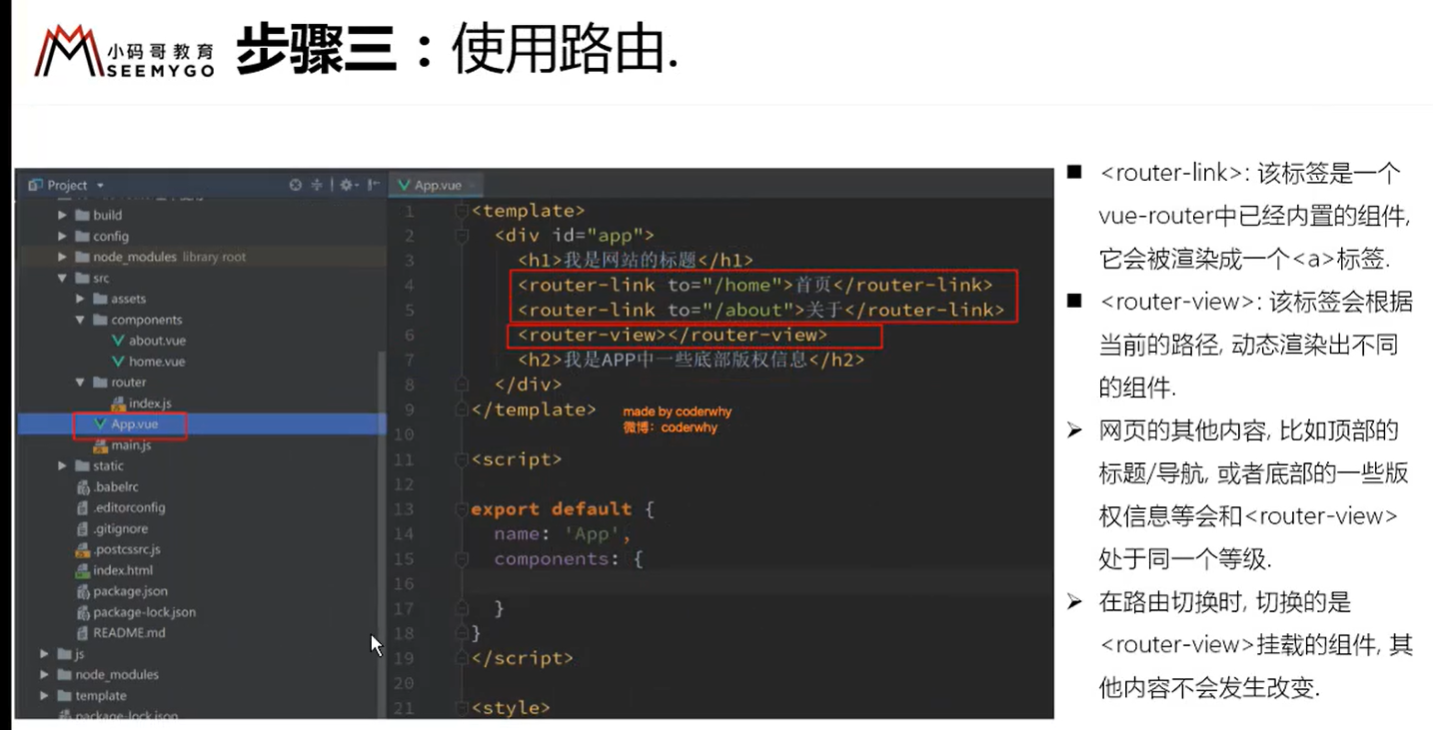 小码哥教育
SEEMYGO
步骤三：使用路由.
Project
build
config
node_modules library root
src
assets
components
about.vue
home.vue
router
index.js
App.vue
main.js
static
.babelrc
.editorconfig
.gitignore
.postcssrc.js
index.html
package.json
package-lock.json
README.md
js
node_modules
template
package-lock.json
App.vue
1 <template>
2 <div id="app">
3 <h1>我是网站的标题</h1>
4 <router-link to="/home">首页</router-link>
5 <router-link to="/about">关于</router-link>
6 <router-view></router-view>
7 <h2>我是APP中一些底部版权信息</h2>
8 </div>
9 </template>
10
11 <script>
12
13 export default {
14 name: 'App',
15 components: {
16
17 }
18 }
19 </script>
20
21 <style>
made by coderwhy
微博：coderwhy
■ <router-link>: 该标签是一个
vue-router中已经内置的组件,
它会被渲染成一个<a>标签.
■ <router-view>: 该标签会根据
当前的路径, 动态渲染出不同
的组件.
➢ 网页的其他内容, 比如顶部的
标题/导航, 或者底部的一些版
权信息等会和<router-view>
处于同一个等级.
➢ 在路由切换时, 切换的是
<router-view>挂载的组件, 其
他内容不会发生改变.